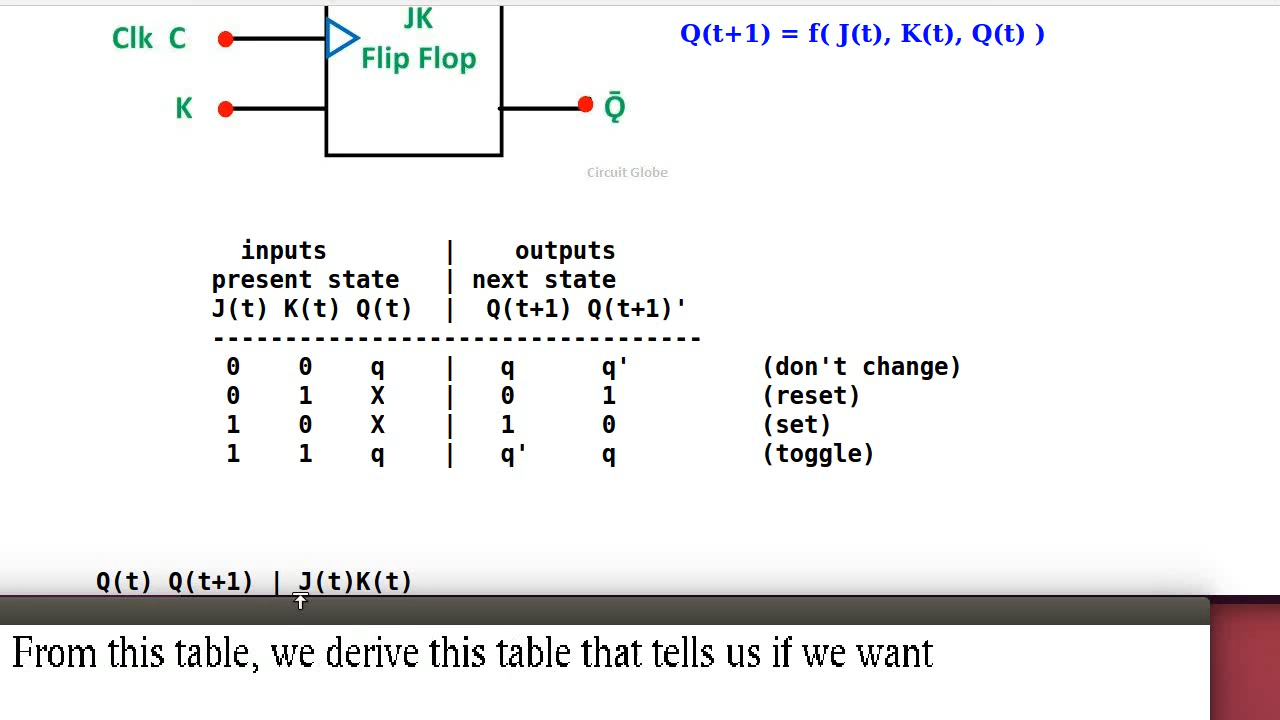 JK
Clk C
Flip Flop
Q(t+1) = f( J(t), K(t), Q(t) )
K
Q̄
Circuit Globe
inputs | outputs
present state | next state
J(t) K(t) Q(t) | Q(t+1) Q(t+1)'
----------------------------------
0 0 q | q q' (don't change)
0 1 X | 0 1 (reset)
1 0 X | 1 0 (set)
1 1 q | q' q (toggle)
Q(t) Q(t+1) | J(t)K(t)
From this table, we derive this table that tells us if we want